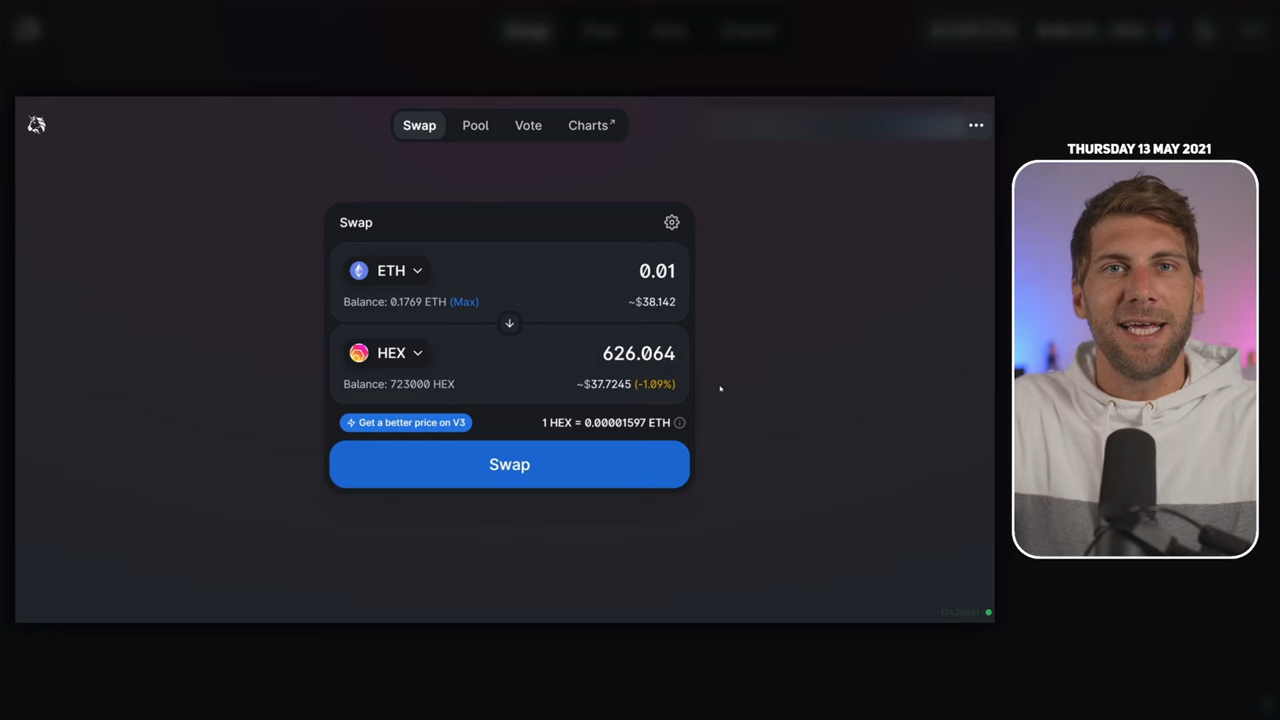 Swap
Pool
Vote
Charts↗
THURSDAY 13 MAY 2021
Swap
ETH
0.01
Balance: 0.1769 ETH (Max)
~$38.142
HEX
626.064
Balance: 723000 HEX
~$37.7245 (-1.09%)
Get a better price on V3
1 HEX = 0.00001597 ETH
Swap